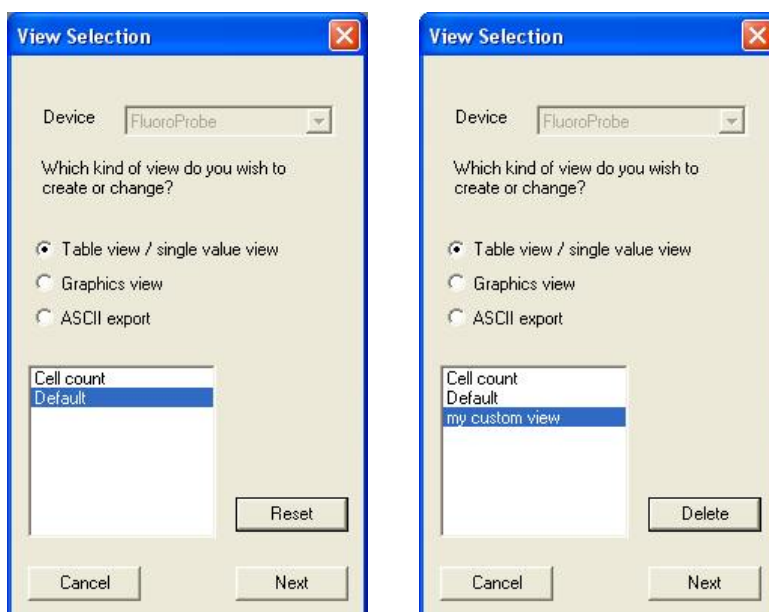 View Selection
Device FluoroProbe
Which kind of view do you wish to
create or change?
Table view / single value view
Graphics view
ASCII export
Cell count
Default
Reset
Cancel Next
View Selection
Device FluoroProbe
Which kind of view do you wish to
create or change?
Table view / single value view
Graphics view
ASCII export
Cell count
Default
my custom view
Delete
Cancel Next